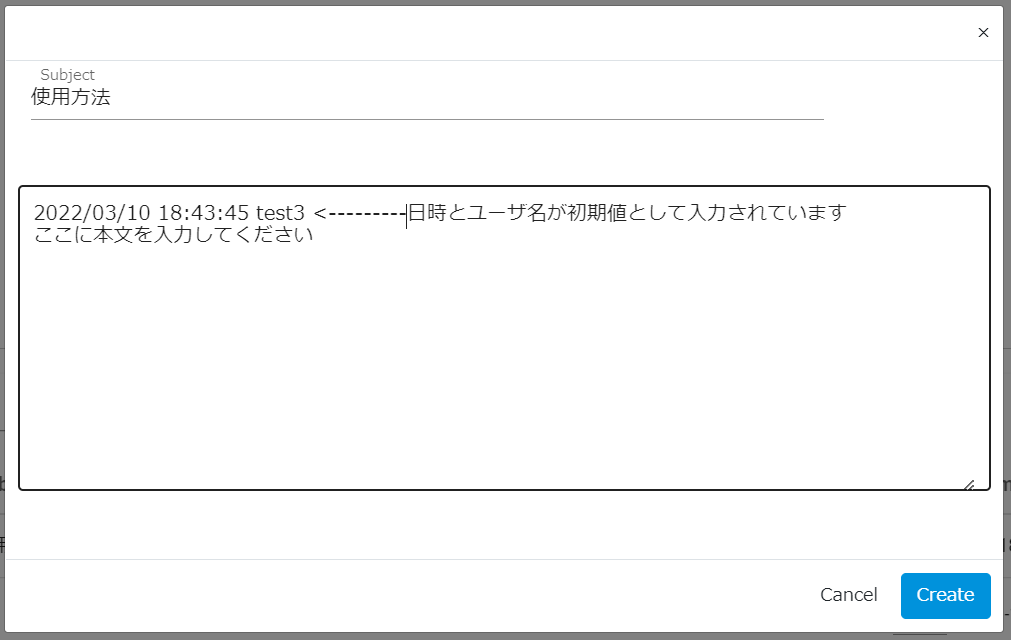 ×
Subject
使用方法
2022/03/10 18:43:45 test3 <---------日時とユーザ名が初期値として入力されています
ここに本文を入力してください
Cancel
Create